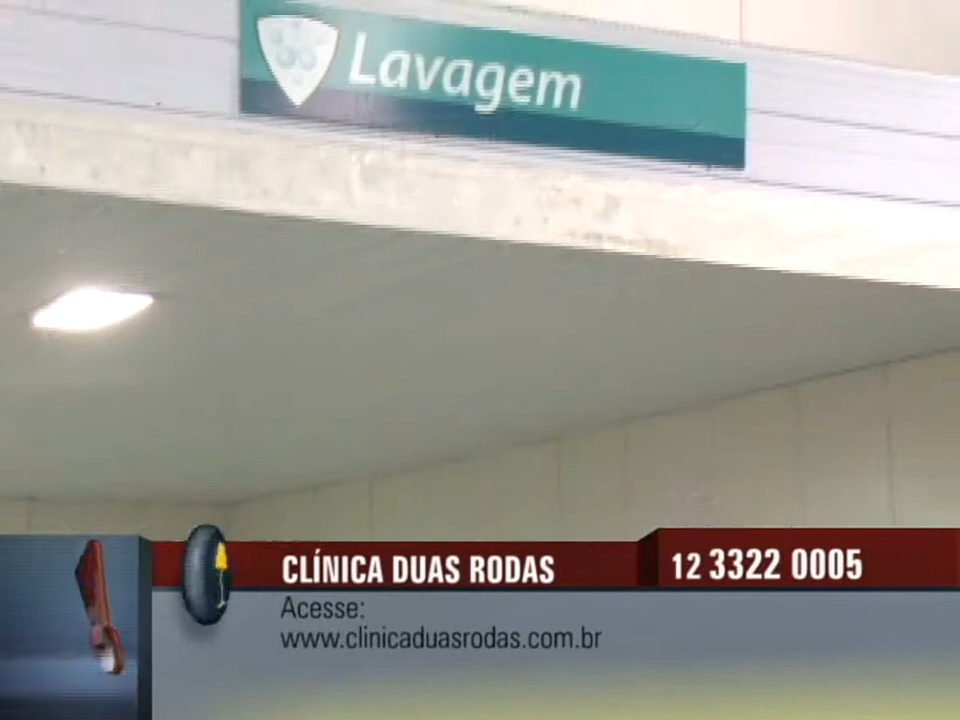 Lavagem
CLÍNICA DUAS RODAS
12 3322 0005
Acesse:
www.clinicaduasrodas.com.br